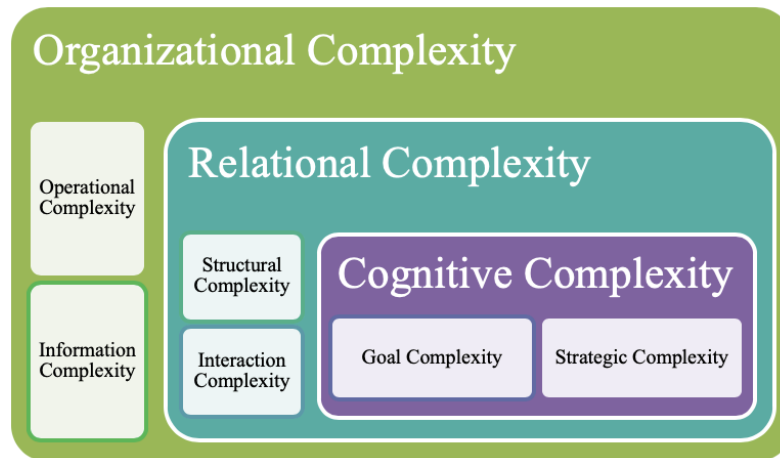 Organizational Complexity
Operational
Complexity
Information
Complexity
Relational Complexity
Structural
Complexity
Interaction
Complexity
Cognitive Complexity
Goal Complexity
Strategic Complexity